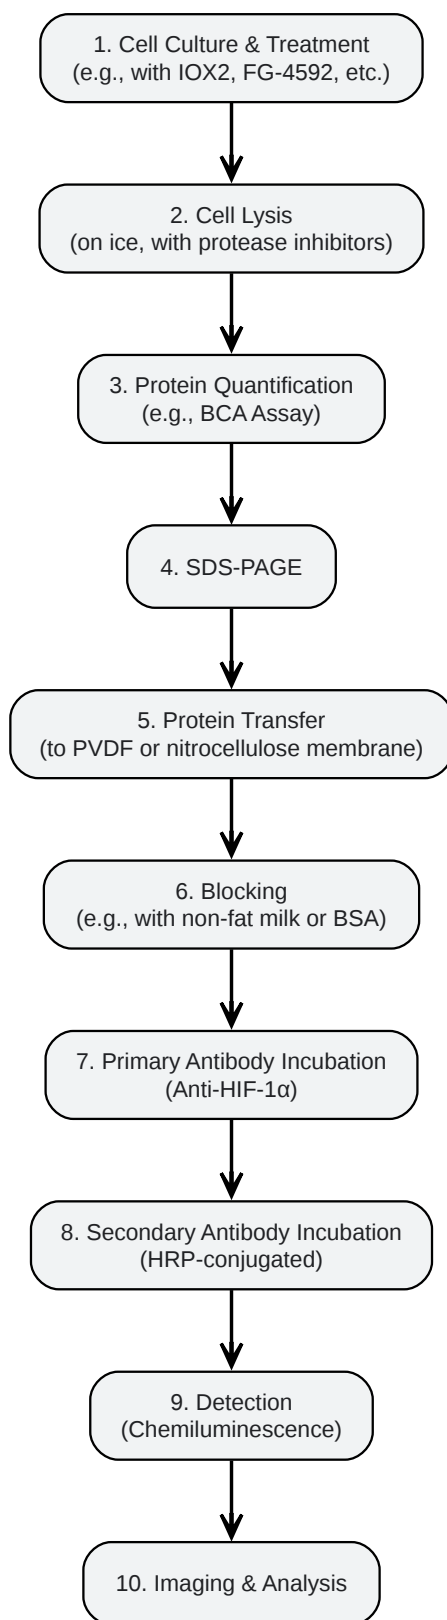 1. Cell Culture & Treatment
(e.g., with IOX2, FG-4592, etc.)
2. Cell Lysis
(on ice, with protease inhibitors)
3. Protein Quantification
(e.g., BCA Assay)
4. SDS-PAGE
5. Protein Transfer
(to PVDF or nitrocellulose membrane)
6. Blocking
(e.g., with non-fat milk or BSA)
7. Primary Antibody Incubation
(Anti-HIF-1α)
8. Secondary Antibody Incubation
(HRP-conjugated)
9. Detection
(Chemiluminescence)
10. Imaging & Analysis